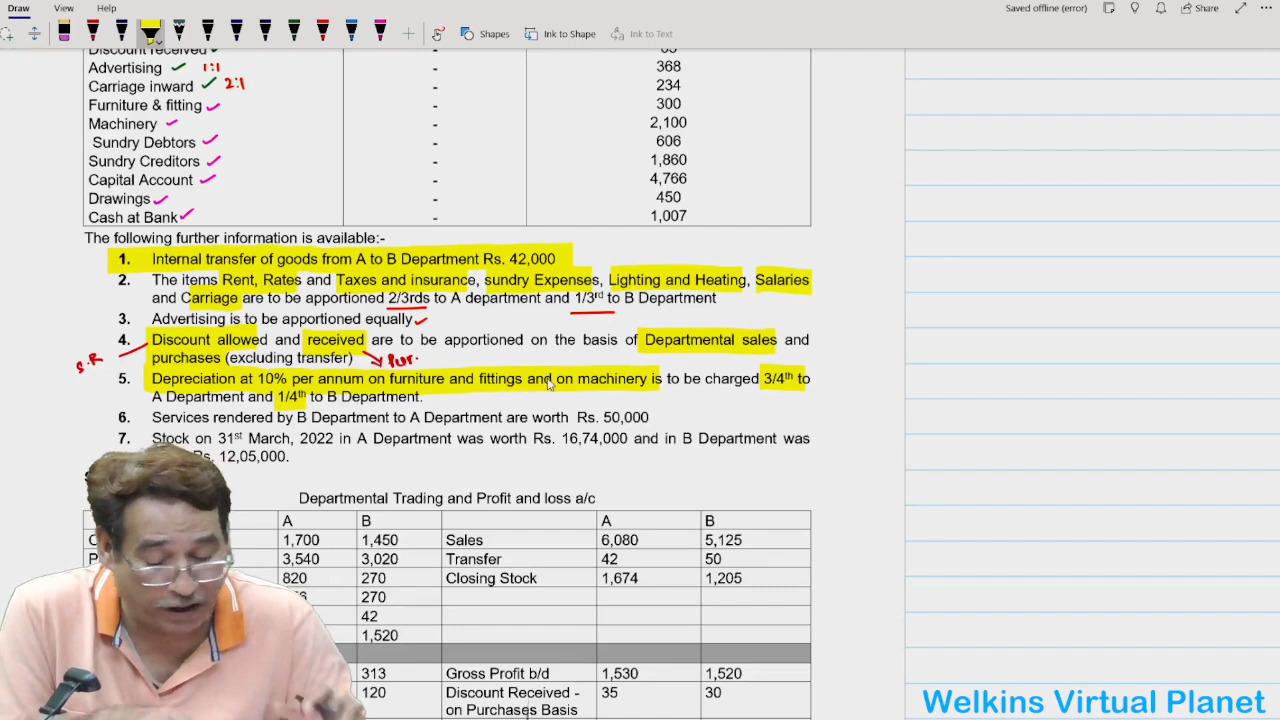 Draw View Help Saved offline (error) Share
Shapes Ink to Shape Ink to Text
Discount received
Advertising 1:1 - 368
Carriage inward 2:1 - 234
Furniture & fitting - 300
Machinery - 2,100
Sundry Debtors - 606
Sundry Creditors - 1,860
Capital Account - 4,766
Drawings - 450
Cash at Bank - 1,007
The following further information is available:-
1. Internal transfer of goods from A to B Department Rs. 42,000
2. The items Rent, Rates and Taxes and insurance, sundry Expenses, Lighting and Heating, Salaries
and Carriage are to be apportioned 2/3rds to A department and 1/3rd to B Department
3. Advertising is to be apportioned equally
4. Discount allowed and received are to be apportioned on the basis of Departmental sales and
S.R purchases (excluding transfer) Pur.
5. Depreciation at 10% per annum on furniture and fittings and on machinery is to be charged 3/4th to
A Department and 1/4th to B Department.
6. Services rendered by B Department to A Department are worth Rs. 50,000
7. Stock on 31st March, 2022 in A Department was worth Rs. 16,74,000 and in B Department was
Rs. 12,05,000.
Departmental Trading and Profit and loss a/c
A B A B
1,700 1,450 Sales 6,080 5,125
3,540 3,020 Transfer 42 50
820 270 Closing Stock 1,674 1,205
270
42
1,520
313 Gross Profit b/d 1,530 1,520
120 Discount Received - 35 30
on Purchases Basis
Welkins Virtual Planet